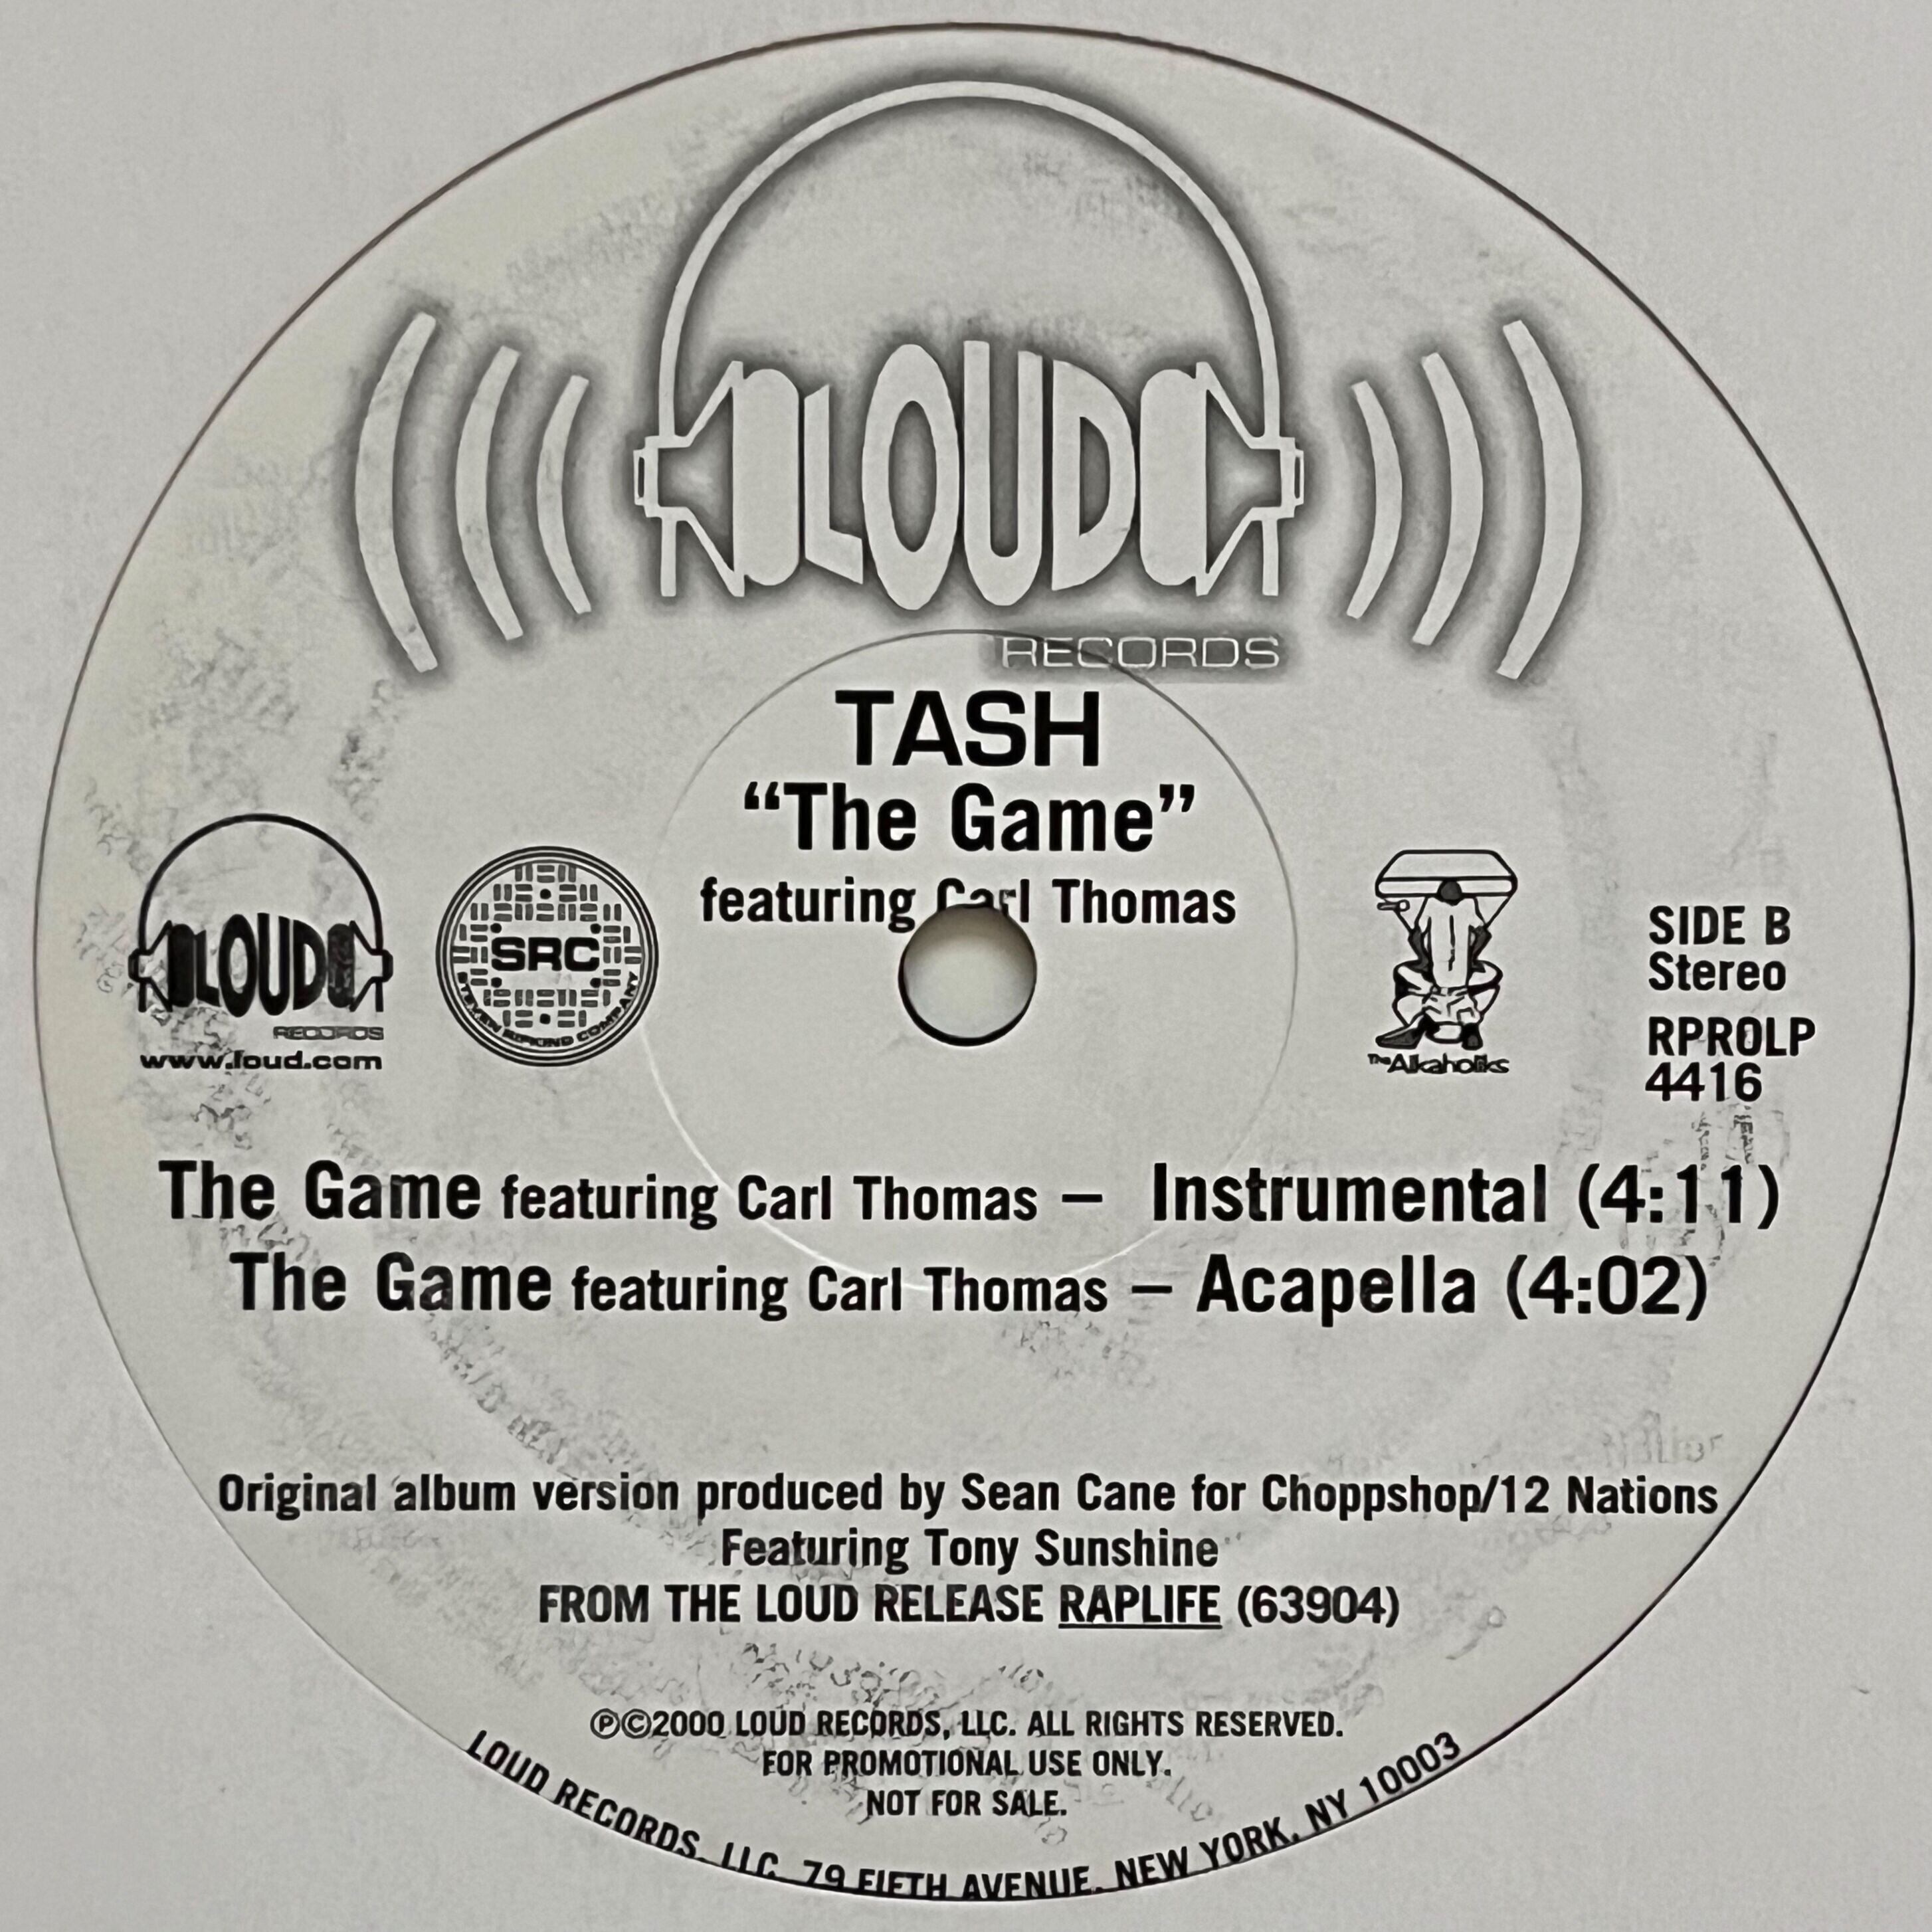 LOUD
RECORDS
TASH
“The Game”
featuring Carl Thomas
LOUD
RECORDS
www.loud.com
SRC
STEVEN RIFKIND COMPANY
The Alkaholiks
SIDE B
Stereo
RPROLP
4416
The Game featuring Carl Thomas – Instrumental (4:11)
The Game featuring Carl Thomas – Acapella (4:02)
Original album version produced by Sean Cane for Choppshop/12 Nations
Featuring Tony Sunshine
FROM THE LOUD RELEASE RAPLIFE (63904)
℗©2000 LOUD RECORDS, LLC. ALL RIGHTS RESERVED.
FOR PROMOTIONAL USE ONLY.
NOT FOR SALE.
LOUD RECORDS, LLC, 79 FIFTH AVENUE, NEW YORK, NY 10003